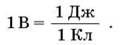 1 В = 1 Дж / 1 Кл .